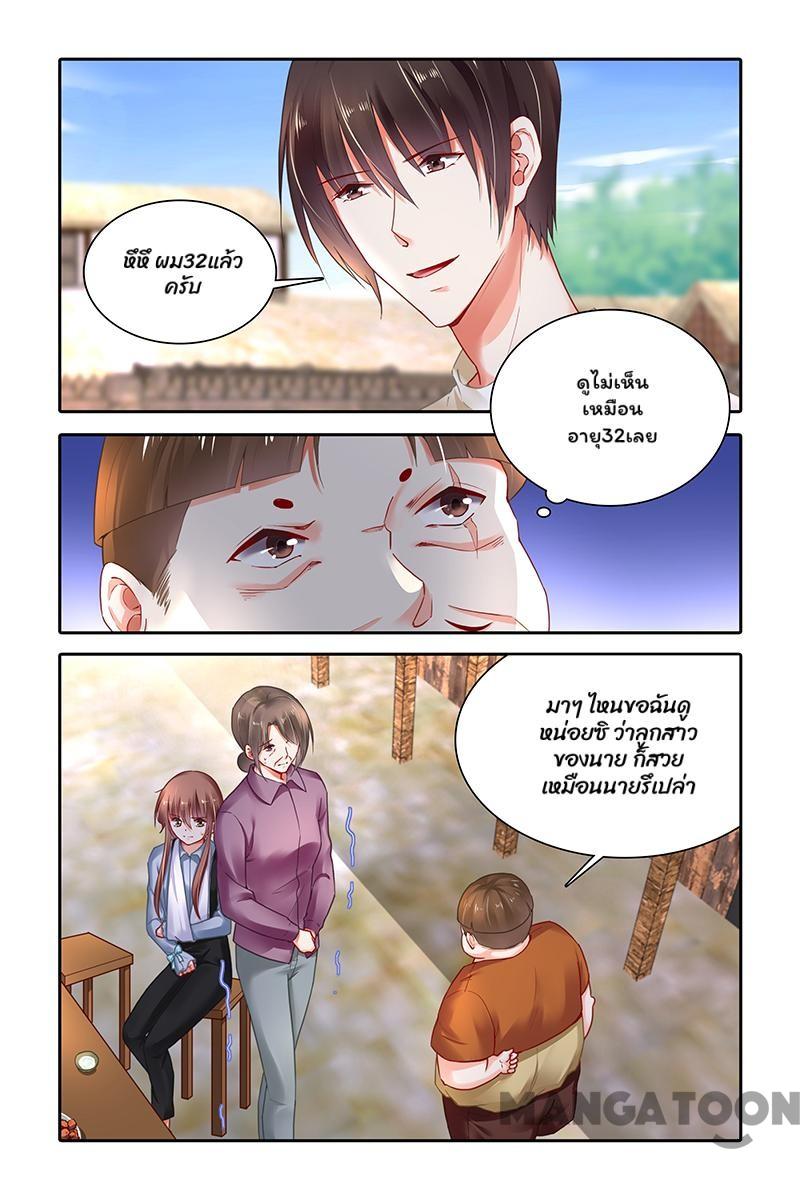 หึหึ ผม32แล้ว
ครับ
ดูไม่เห็น
เหมือน
อายุ32เลย
มาๆ ไหนขอฉันดู
หน่อยซิ ว่าลูกสาว
ของนาย ก็สวย
เหมือนนายรึเปล่า
MANGATOON